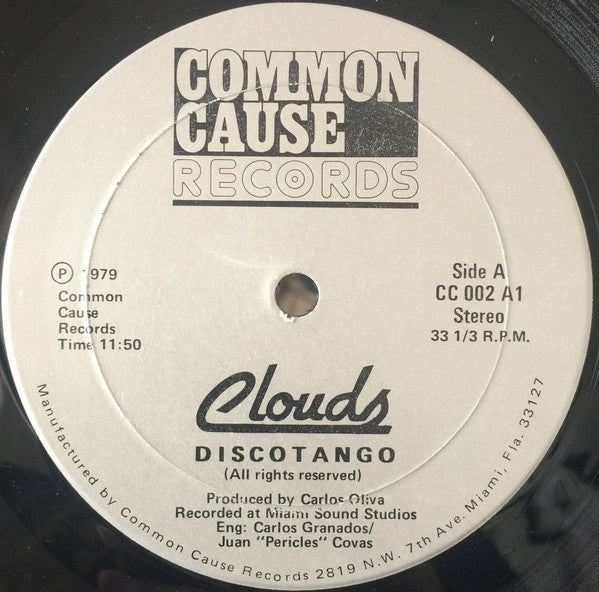 COMMON
CAUSE
RECORDS
Ⓟ 1979
Common
Cause
Records
Time 11:50
Side A
CC 002 A1
Stereo
33 1/3 R.P.M.
Clouds
DISCOTANGO
(All rights reserved)
Produced by Carlos Oliva
Recorded at Miami Sound Studios
Eng: Carlos Granados/
Juan "Pericles" Covas
Manufactured by Common Cause Records 2819 N.W. 7th Ave. Miami, Fla. 33127